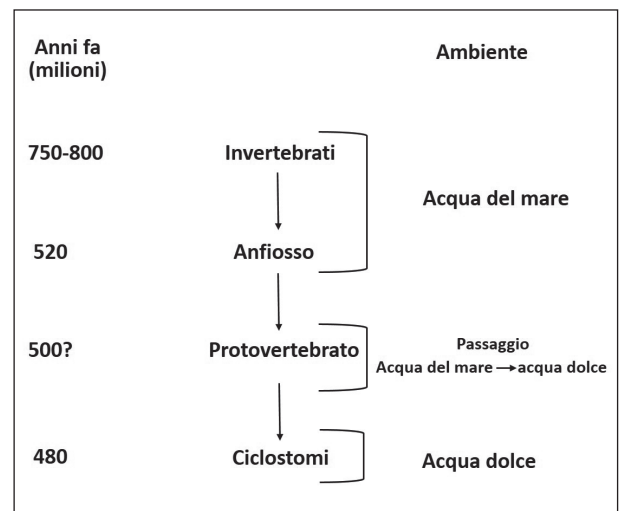 Anni fa
(milioni)
Ambiente
750-800
Invertebrati
Acqua del mare
520
Anfiosso
500?
Protovertebrato
Passaggio
Acqua del mare → acqua dolce
480
Ciclostomi
Acqua dolce